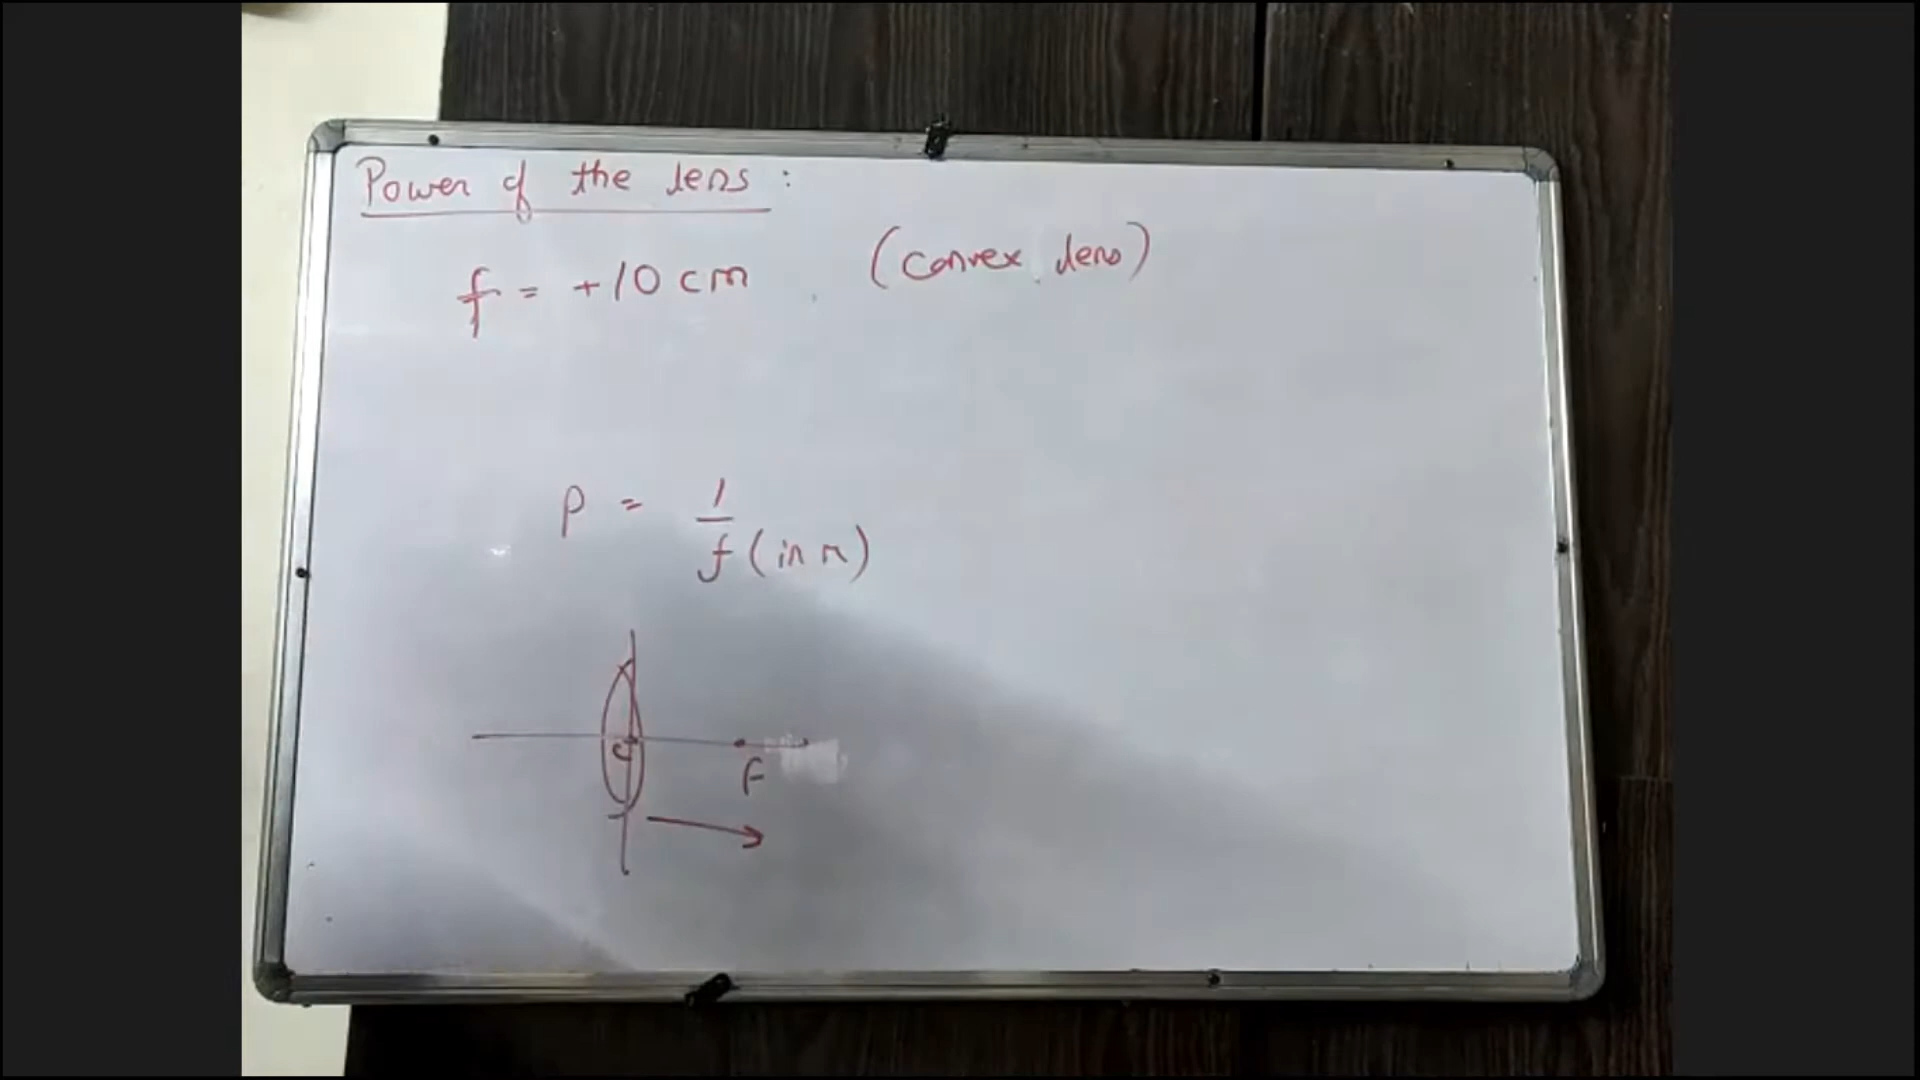 Power of the lens :
f = +10 cm (convex lens)
P = 1
f (in m)
C
F